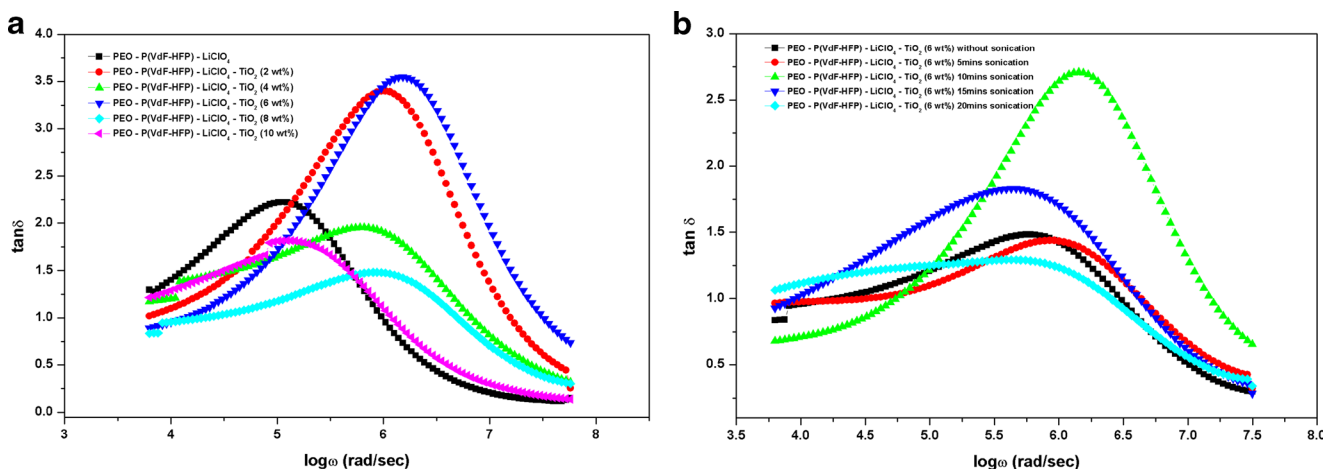 a
PEO - P(VdF-HFP) - LiClO₄
PEO - P(VdF-HFP) - LiClO₄ - TiO₂ (2 wt%)
PEO - P(VdF-HFP) - LiClO₄ - TiO₂ (4 wt%)
PEO - P(VdF-HFP) - LiClO₄ - TiO₂ (6 wt%)
PEO - P(VdF-HFP) - LiClO₄ - TiO₂ (8 wt%)
PEO - P(VdF-HFP) - LiClO₄ - TiO₂ (10 wt%)
tanδ
4.0
3.5
3.0
2.5
2.0
1.5
1.0
0.5
0.0
3 4 5 6 7 8
logω (rad/sec)
b
PEO - P(VdF-HFP) - LiClO₄ - TiO₂ (6 wt%) without sonication
PEO - P(VdF-HFP) - LiClO₄ - TiO₂ (6 wt%) 5mins sonication
PEO - P(VdF-HFP) - LiClO₄ - TiO₂ (6 wt%) 10mins sonication
PEO - P(VdF-HFP) - LiClO₄ - TiO₂ (6 wt%) 15mins sonication
PEO - P(VdF-HFP) - LiClO₄ - TiO₂ (6 wt%) 20mins sonication
tan δ
3.0
2.5
2.0
1.5
1.0
0.5
3.5 4.0 4.5 5.0 5.5 6.0 6.5 7.0 7.5 8.0
logω (rad/sec)